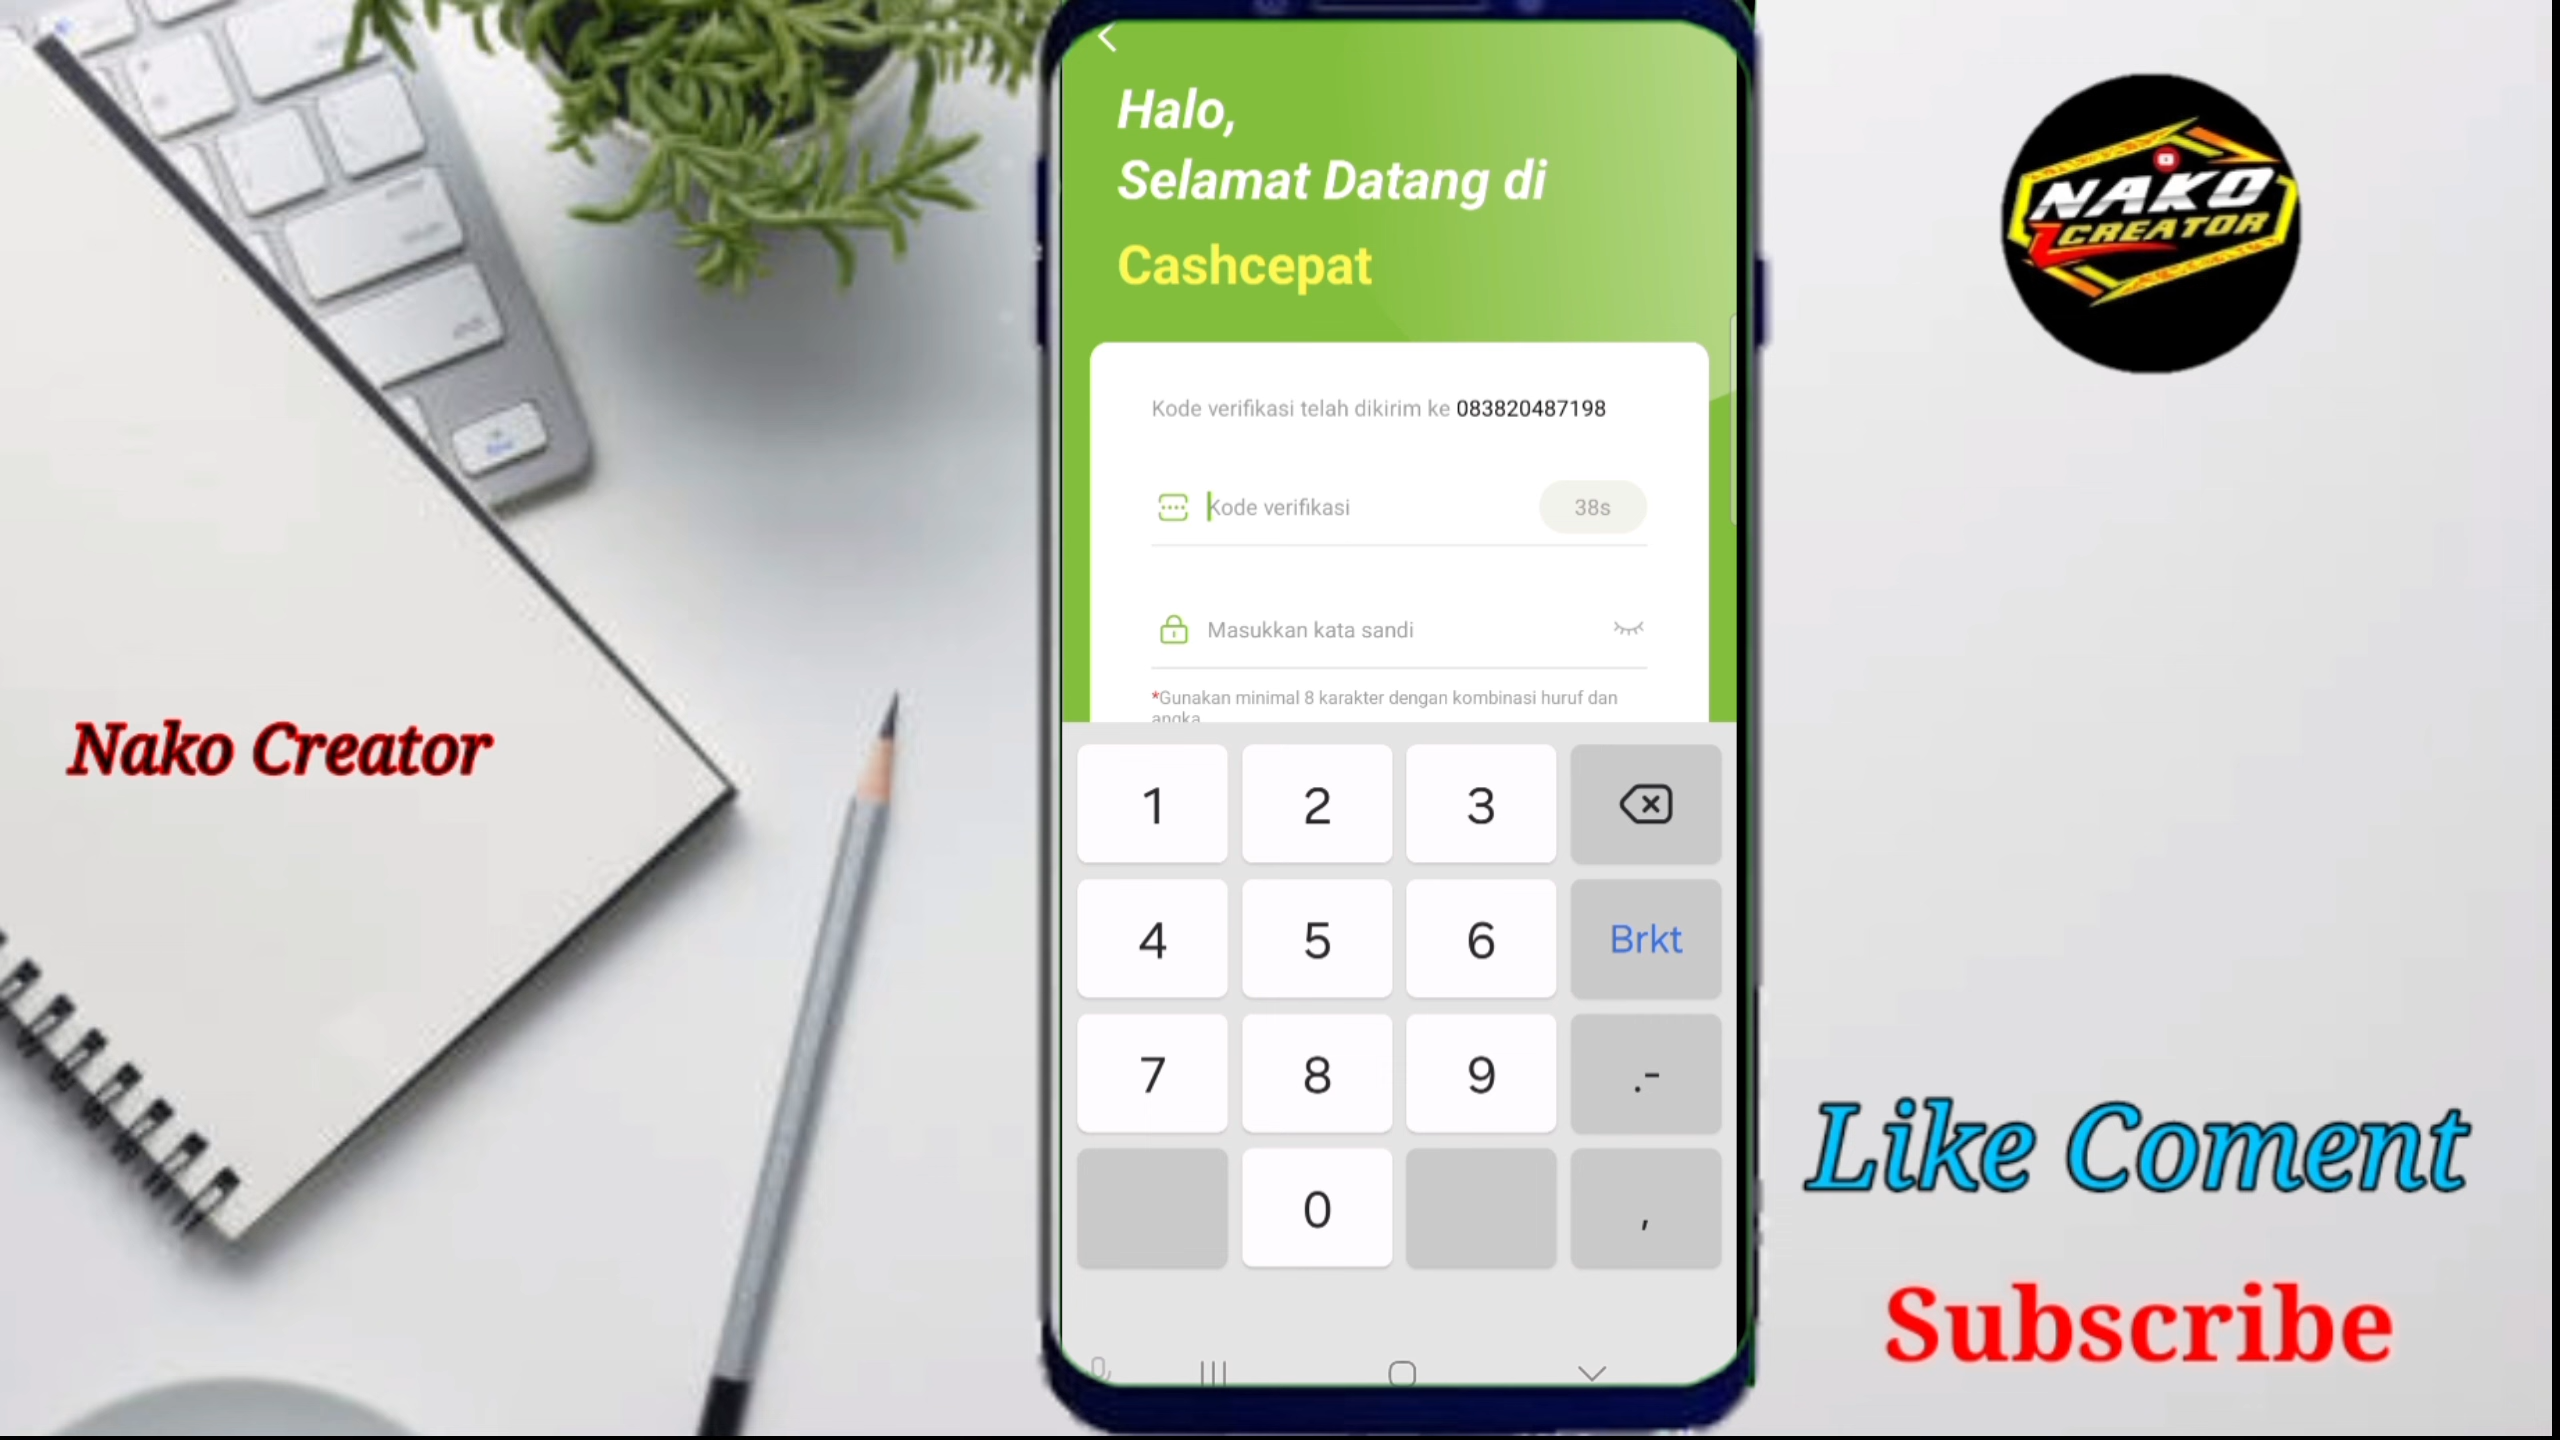 Halo,
Selamat Datang di
Cashcepat
Kode verifikasi telah dikirim ke 083820487198
Kode verifikasi
38s
Masukkan kata sandi
*Gunakan minimal 8 karakter dengan kombinasi huruf dan
angka
1 2 3
4 5 6 Brkt
7 8 9 .-
0 ,
NAKO
CREATOR
Nako Creator
Like Coment
Subscribe